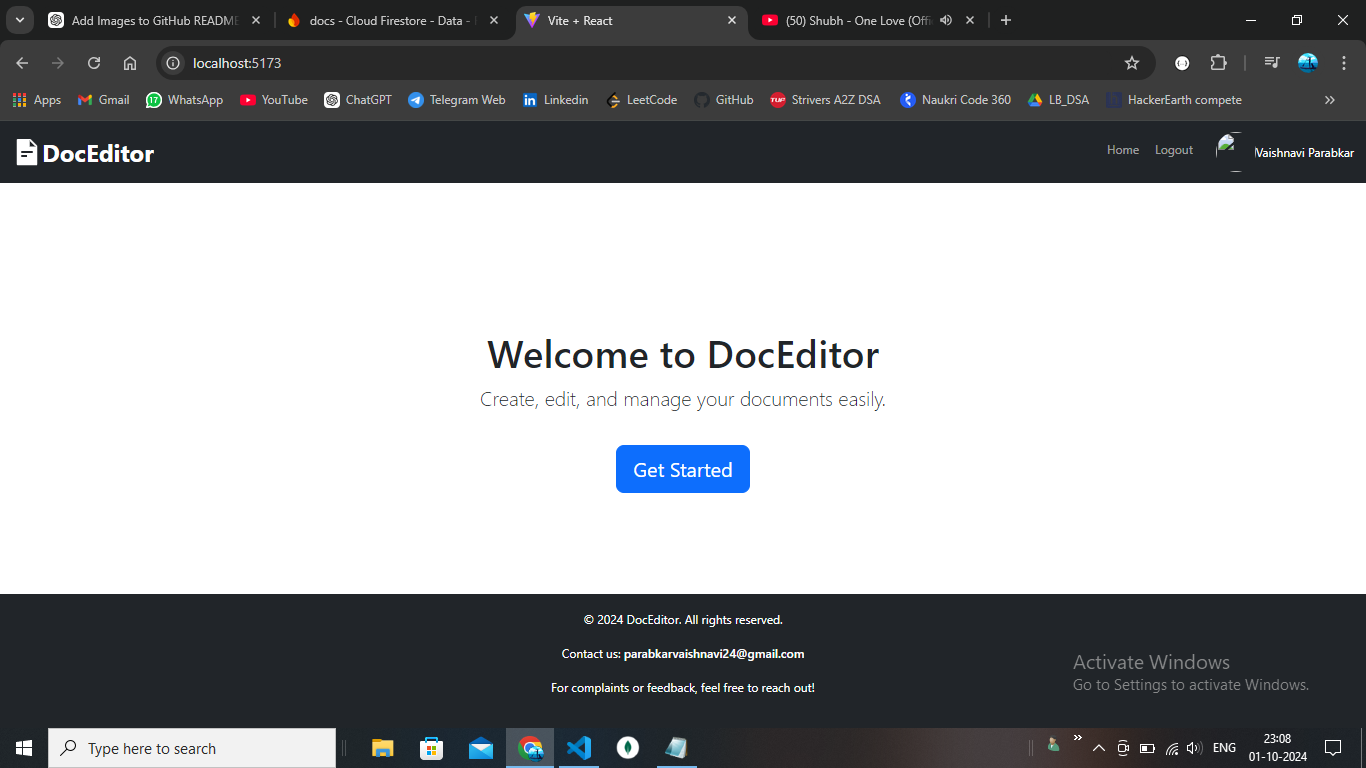 Add Images to GitHub README
docs - Cloud Firestore - Data -
Vite + React
(50) Shubh - One Love (Offi
localhost:5173
Apps
Gmail
17
WhatsApp
YouTube
ChatGPT
Telegram Web
in
Linkedin
LeetCode
GitHub
TUF
Strivers A2Z DSA
Naukri Code 360
LB_DSA
h
HackerEarth compete
»
DocEditor
Home
Logout
Vaishnavi Parabkar
Welcome to DocEditor
Create, edit, and manage your documents easily.
Get Started
© 2024 DocEditor. All rights reserved.
Contact us: parabkarvaishnavi24@gmail.com
For complaints or feedback, feel free to reach out!
Activate Windows
Go to Settings to activate Windows.
Type here to search
ENG
23:08
01-10-2024